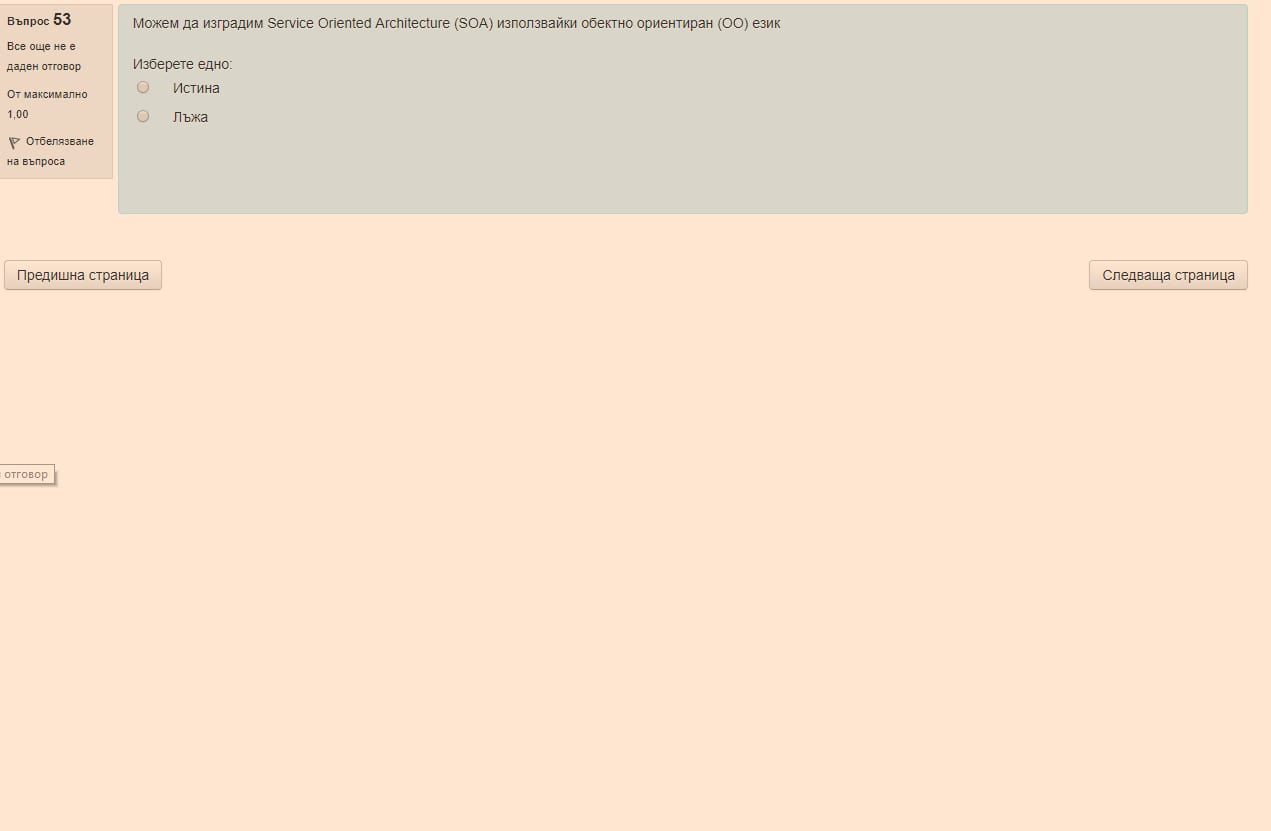 Въпрос 53
Все още не е
даден отговор
От максимално
1,00
Отбелязване
на въпроса
Можем да изградим Service Oriented Architecture (SOA) използвайки обектно ориентиран (ОО) език
Изберете едно:
Истина
Лъжа
Предишна страница
Следваща страница
отговор